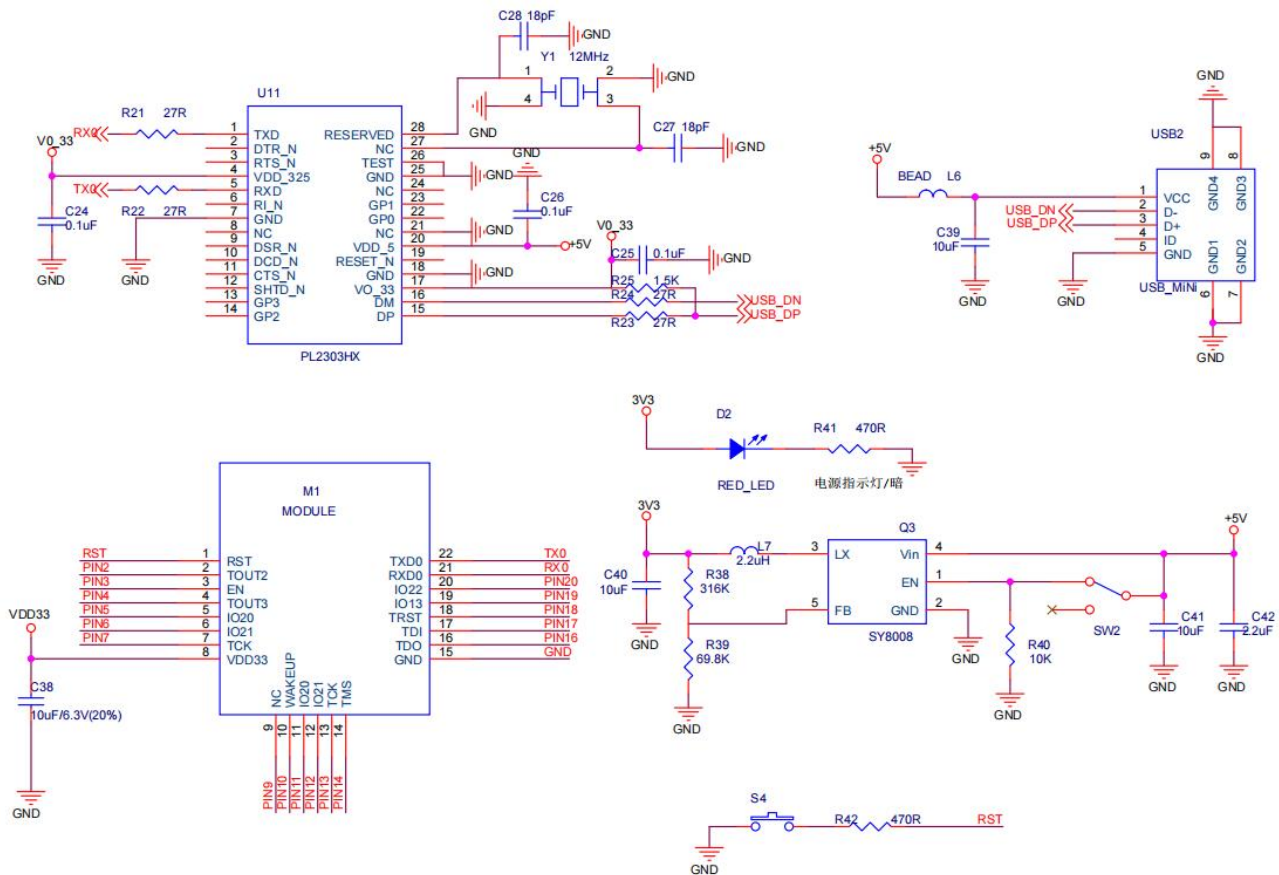 C28 18pF
GND
Y1 12MHz
1
2
GND
4
3
GND
C27 18pF
GND
U11
R21 27R
RX0
V0_33
TX0
R22 27R
C24
0.1uF
GND
GND
1 TXD
2 DTR_N
3 RTS_N
4 VDD_325
5 RXD
6 RI_N
7 GND
8 NC
9 DSR_N
10 DCD_N
11 CTS_N
12 SHTD_N
13 GP3
14 GP2
RESERVED 28
NC 27
TEST 26
GND 25
NC 24
GP1 23
GP0 22
NC 21
VDD_5 20
RESET_N 19
GND 18
VO_33 17
DM 16
DP 15
PL2303HX
GND
GND
C26
0.1uF
GND
+5V
GND
V0_33
C25 0.1uF
GND
R25 1.5K
R24 27R
R23 27R
USB_DN
USB_DP
+5V
BEAD L6
C39
10uF
GND
USB_DN
USB_DP
GND
GND
USB2
9
8
GND4
GND3
1 VCC
2 D-
3 D+
4 ID
5 GND
GND1
GND2
USB_MiNi
6
7
GND
3V3
D2
RED_LED
R41 470R
电源指示灯/暗
M1
MODULE
RST 1 RST
PIN2 2 TOUT2
PIN3 3 EN
PIN4 4 TOUT3
PIN5 5 IO20
PIN6 6 IO21
PIN7 7 TCK
8 VDD33
VDD33
C38
10uF/6.3V(20%)
GND
TXD0 22 TX0
RXD0 21 RX0
IO22 20 PIN20
IO13 19 PIN19
TRST 18 PIN18
TDI 17 PIN17
TDO 16 PIN16
GND 15 GND
NC 9 PIN9
WAKEUP 10 PIN10
IO20 11 PIN11
IO21 12 PIN12
TCK 13 PIN13
TMS 14 PIN14
3V3
C40
10uF
GND
L7
2.2uH
R38
316K
R39
69.8K
GND
Q3
3 LX
5 FB
Vin 4
EN 1
GND 2
SY8008
GND
R40
10K
GND
SW2
+5V
C41
10uF
GND
C42
2.2uF
GND
S4
GND
R42 470R
RST